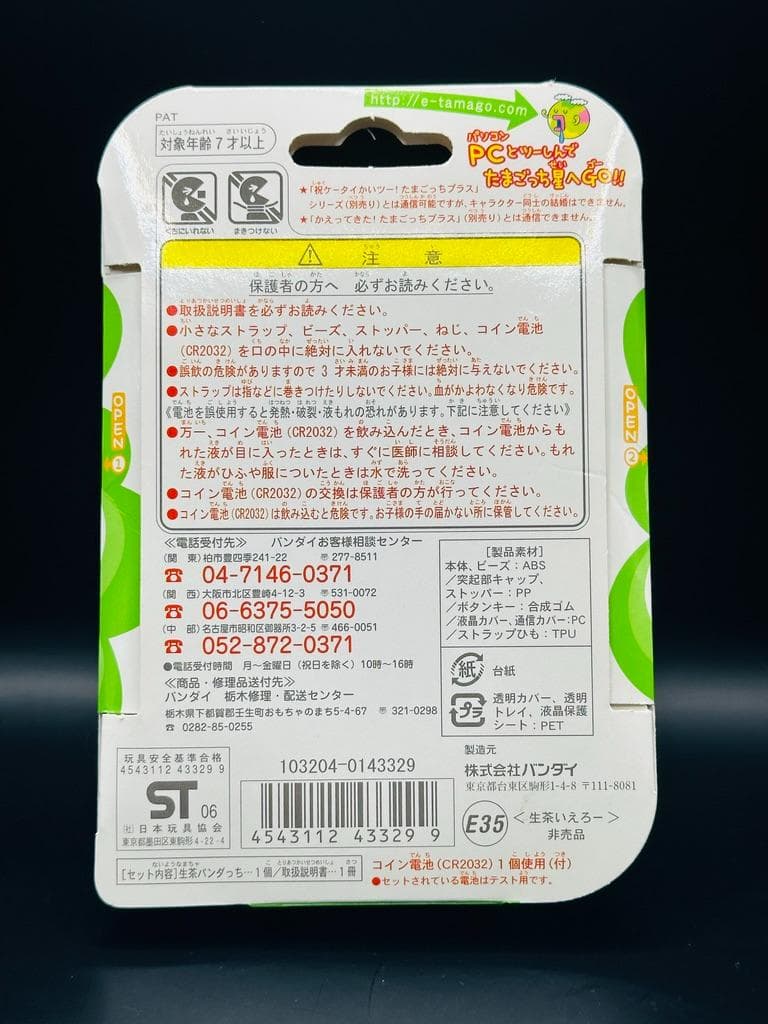 PAT
http://e-tamago.com
対象年齢7才以上
パソコン
PCとツーしんで
たまごっち星へGO!!
くちにいれない
まきつけない
★「祝ケータイかいツー!たまごっちプラス」
シリーズ(別売り)とは通信可能ですが、キャラクター同士の結婚はできません。
★「かえってきた!たまごっちプラス」(別売り)とは通信できません。
⚠ 注意
保護者の方へ 必ずお読みください。
●取扱説明書を必ずお読みください。
●小さなストラップ、ビーズ、ストッパー、ねじ、コイン電池
(CR2032)を口の中に絶対に入れないでください。
●誤飲の危険がありますので3才未満のお子様には絶対に与えないでください。
●ストラップは指などに巻きつけたりしないでください。血がかよわなくなり危険です。
《電池を誤使用すると発熱・破裂・液もれの恐れがあります。下記に注意してください》
●万一、コイン電池(CR2032)を飲み込んだとき、コイン電池からも
れた液が目に入ったときは、すぐに医師に相談してください。もれ
た液がひふや服についたときは水で洗ってください。
●コイン電池(CR2032)の交換は保護者の方が行ってください。
●コイン電池(CR2032)は飲み込むと危険です。お子様の手の届かない所に保管してください。
OPEN
1
OPEN
2
≪電話受付先≫ バンダイお客様相談センター
(関 東)柏市豊四季241-22 〠277-8511
☎ 04-7146-0371
(関 西)大阪市北区豊崎4-12-3 〠531-0072
☎ 06-6375-5050
(中 部)名古屋市昭和区御器所3-2-5 〠466-0051
☎ 052-872-0371
●電話受付時間 月〜金曜日(祝日を除く)10時〜16時
≪商品・修理品送付先≫
バンダイ 栃木修理・配送センター
栃木県下都賀郡壬生町おもちゃのまち5-4-67 〠321-0298
☎ 0282-85-0255
[製品素材]
本体、ビーズ:ABS
/突起部キャップ、
ストッパー:PP
/ボタンキー:合成ゴム
/液晶カバー、通信カバー:PC
/ストラップひも:TPU
紙
台紙
プラ
透明カバー、透明
トレイ、液晶保護
シート:PET
玩具安全基準合格
4543112 43329 9
ST 06
(社)日本玩具協会
東京都墨田区東駒形4-22-4
103204-0143329
4543112 43329 9
製造元
株式会社バンダイ
東京都台東区駒形1-4-8 〒111-8081
E35
<生茶いえろー>
非売品
[セット内容]生茶パンダっち…1個/取扱説明書…1冊
コイン電池(CR2032)1個使用(付)
●セットされている電池はテスト用です。